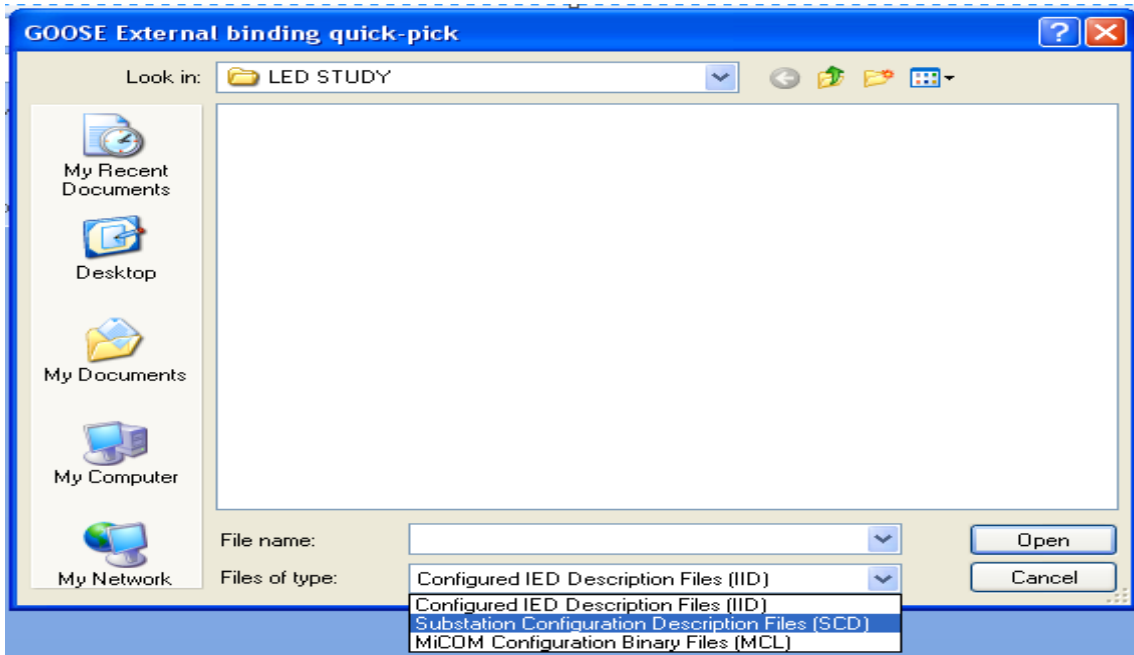 GOOSE External binding quick-pick
Look in:
LED STUDY
My Recent
Documents
Desktop
My Documents
My Computer
My Network
File name:
Open
Files of type:
Configured IED Description Files (IID)
Cancel
Configured IED Description Files (IID)
Substation Configuration Description Files (SCD)
MiCOM Configuration Binary Files (MCL)